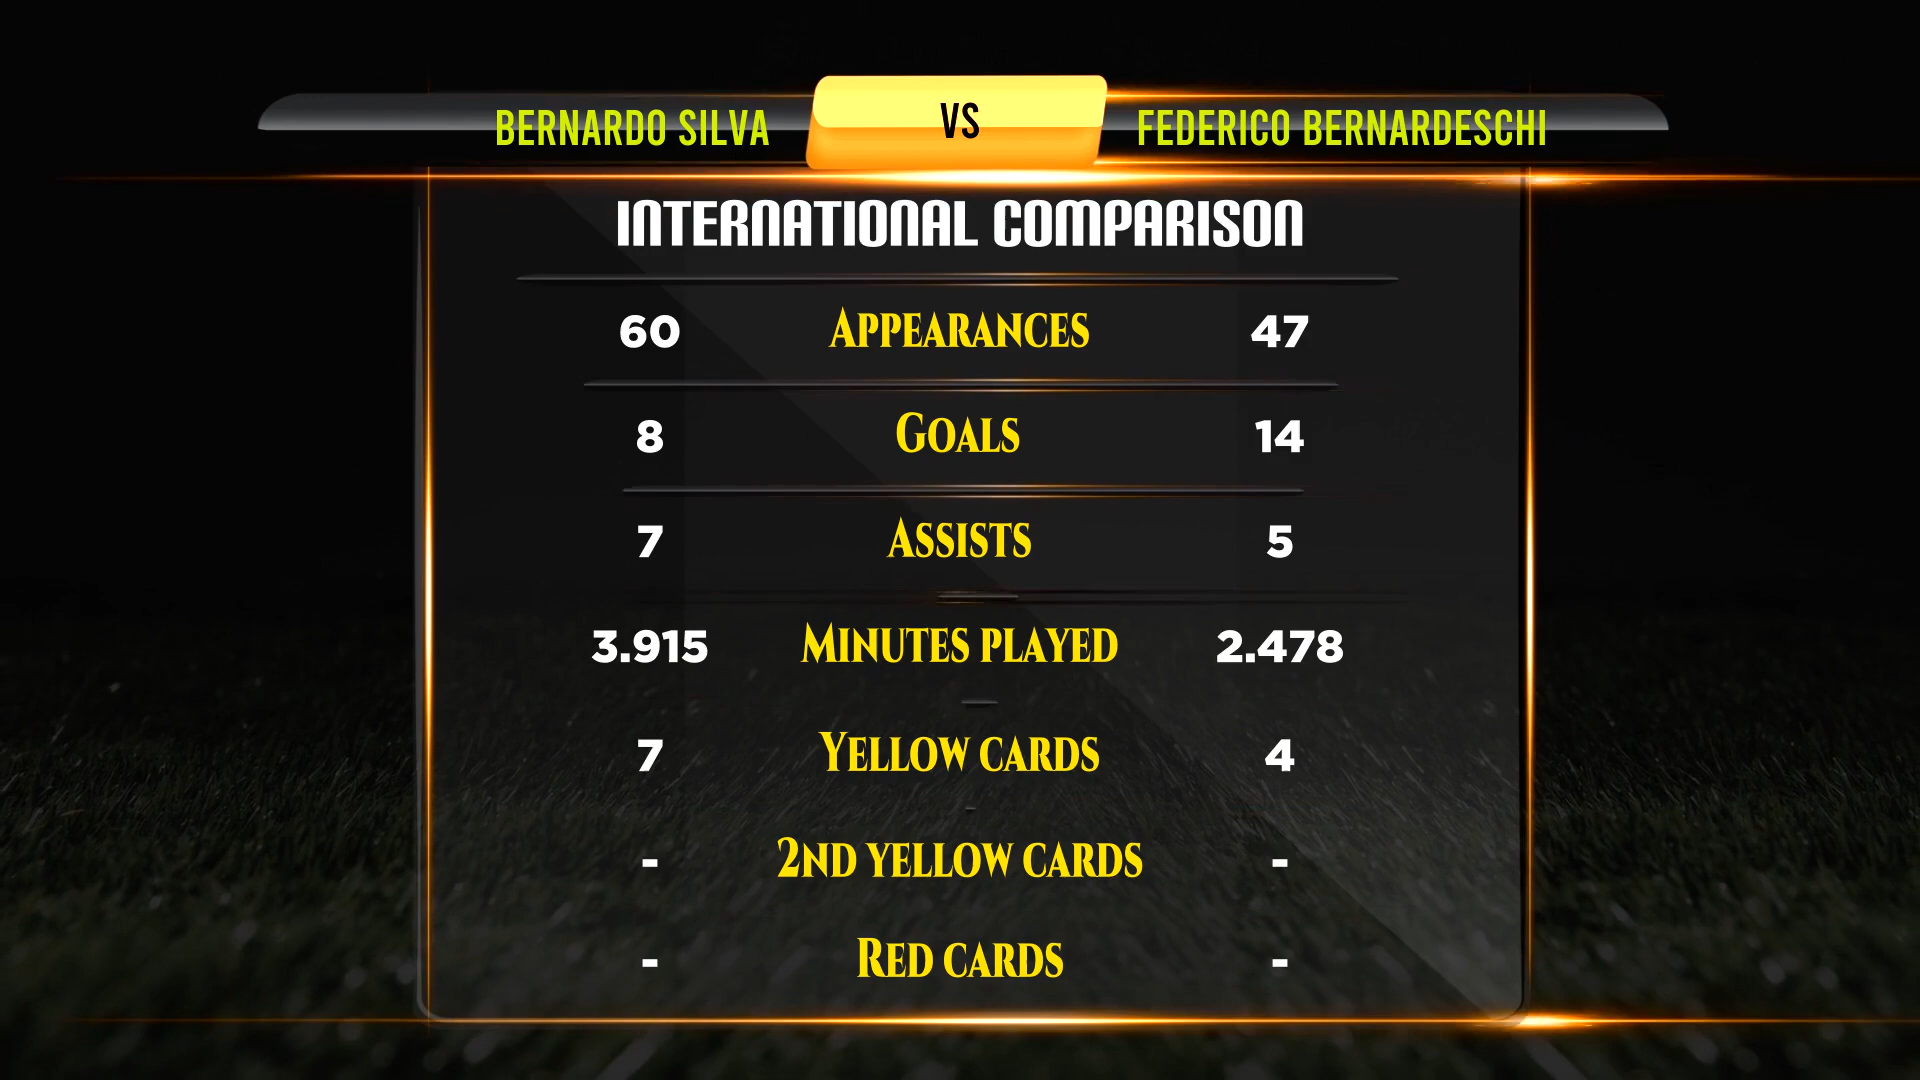 BERNARDO SILVA VS FEDERICO BERNARDESCHI
INTERNATIONAL COMPARISON
60 APPEARANCES 47
8 GOALS 14
7 ASSISTS 5
3.915 MINUTES PLAYED 2.478
7 YELLOW CARDS 4
- 2ND YELLOW CARDS -
- RED CARDS -